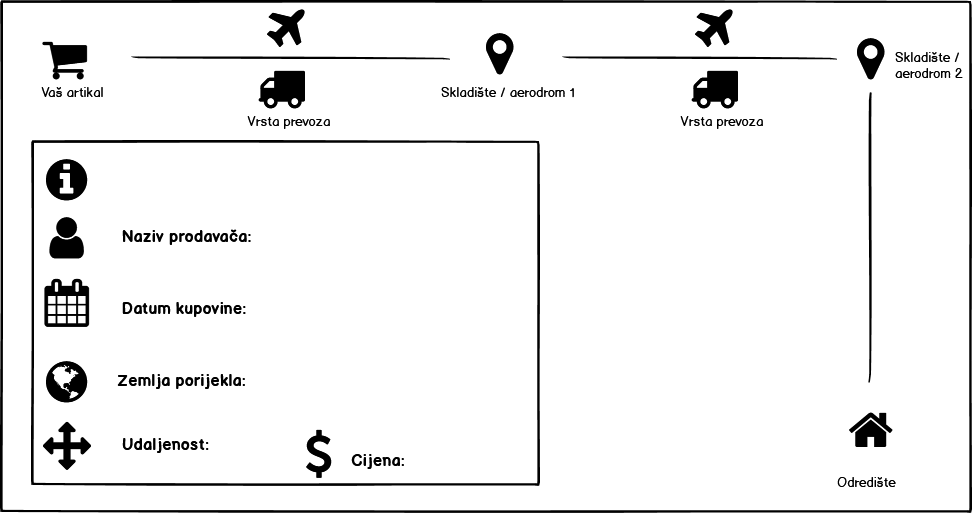 Vaš artikal
Vrsta prevoza
Skladište / aerodrom 1
Vrsta prevoza
Skladište /
aerodrom 2
Naziv prodavača:
Datum kupovine:
Zemlja porijekla:
Udaljenost:
$ Cijena:
Odredište